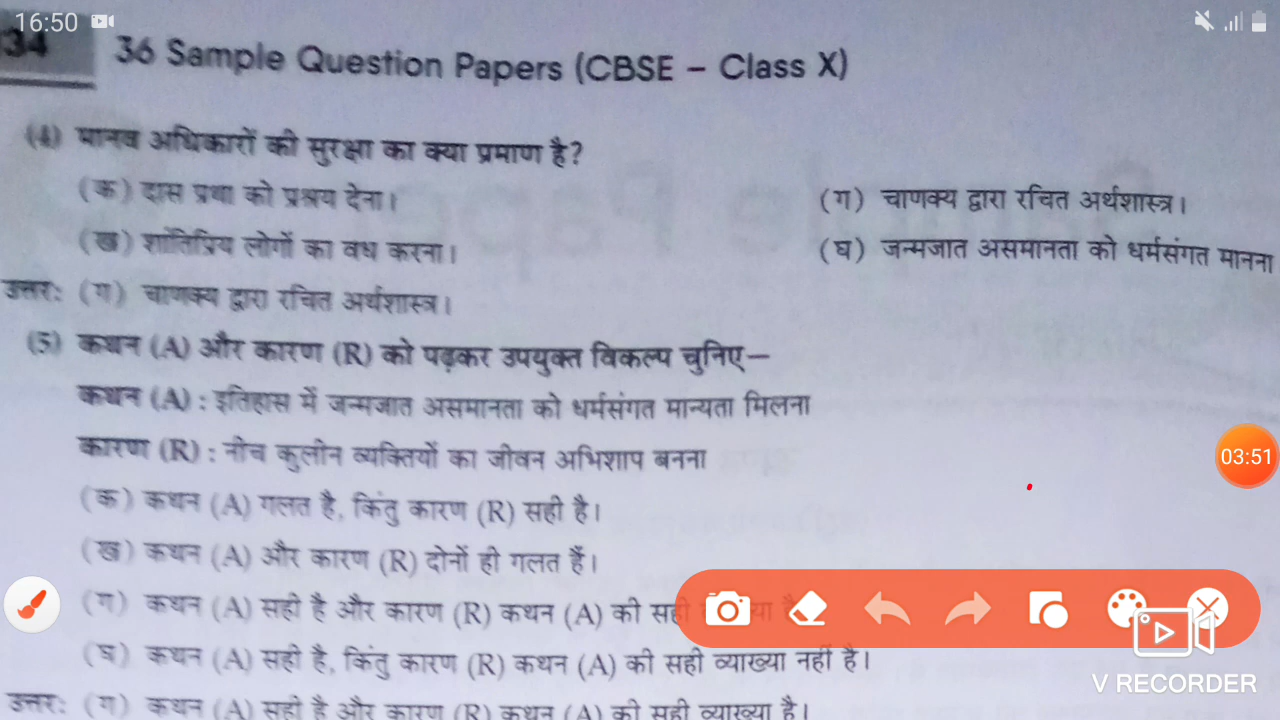 16:50
34 36 Sample Question Papers (CBSE – Class X)
(4) मानव अधिकारों की सुरक्षा का क्या प्रमाण है?
(क) दास प्रथा को प्रश्रय देना। (ग) चाणक्य द्वारा रचित अर्थशास्त्र।
(ख) शांतिप्रिय लोगों का वध करना। (घ) जन्मजात असमानता को धर्मसंगत मानना
उत्तर: (ग) चाणक्य द्वारा रचित अर्थशास्त्र।
(5) कथन (A) और कारण (R) को पढ़कर उपयुक्त विकल्प चुनिए—
कथन (A) : इतिहास में जन्मजात असमानता को धर्मसंगत मान्यता मिलना
कारण (R) : नीच कुलीन व्यक्तियों का जीवन अभिशाप बनना
03:51
(क) कथन (A) गलत है, किंतु कारण (R) सही है।
(ख) कथन (A) और कारण (R) दोनों ही गलत हैं।
(ग) कथन (A) सही है और कारण (R) कथन (A) की सही
(घ) कथन (A) सही है, किंतु कारण (R) कथन (A) की सही व्याख्या नहीं है।
V RECORDER
उत्तर: (ग) कथन (A) सही है और कारण (R) कथन (A) की सही व्याख्या है।